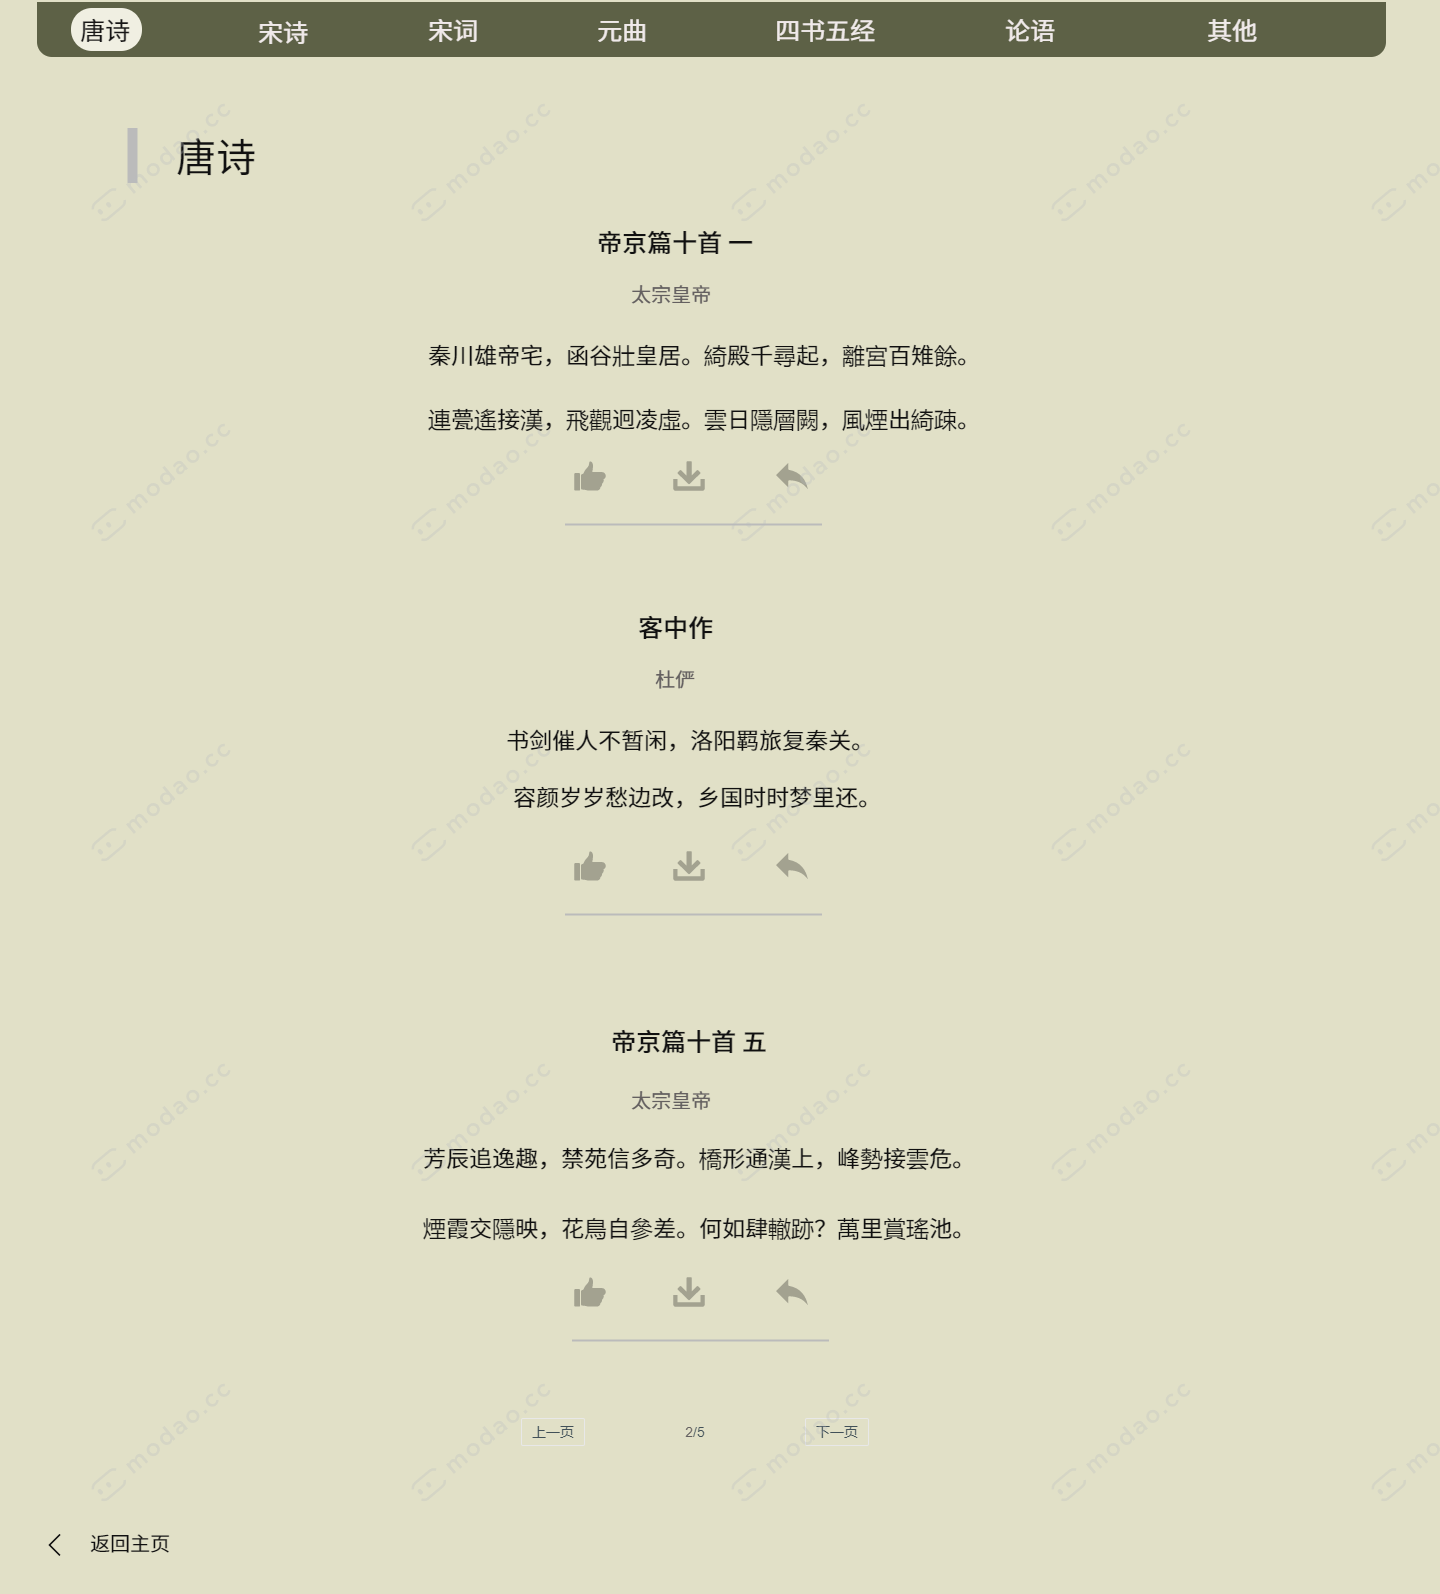 唐诗 宋诗 宋词 元曲 四书五经 论语 其他
唐诗
帝京篇十首 一
太宗皇帝
秦川雄帝宅，函谷壯皇居。綺殿千尋起，離宮百雉餘。
連甍遙接漢，飛觀迥凌虛。雲日隱層闕，風煙出綺疎。
客中作
杜俨
书剑催人不暂闲，洛阳羁旅复秦关。
容颜岁岁愁边改，乡国时时梦里还。
帝京篇十首 五
太宗皇帝
芳辰追逸趣，禁苑信多奇。橋形通漢上，峰勢接雲危。
煙霞交隱映，花鳥自參差。何如肆轍跡？萬里賞瑤池。
上一页 2/5 下一页
返回主页
modao.cc